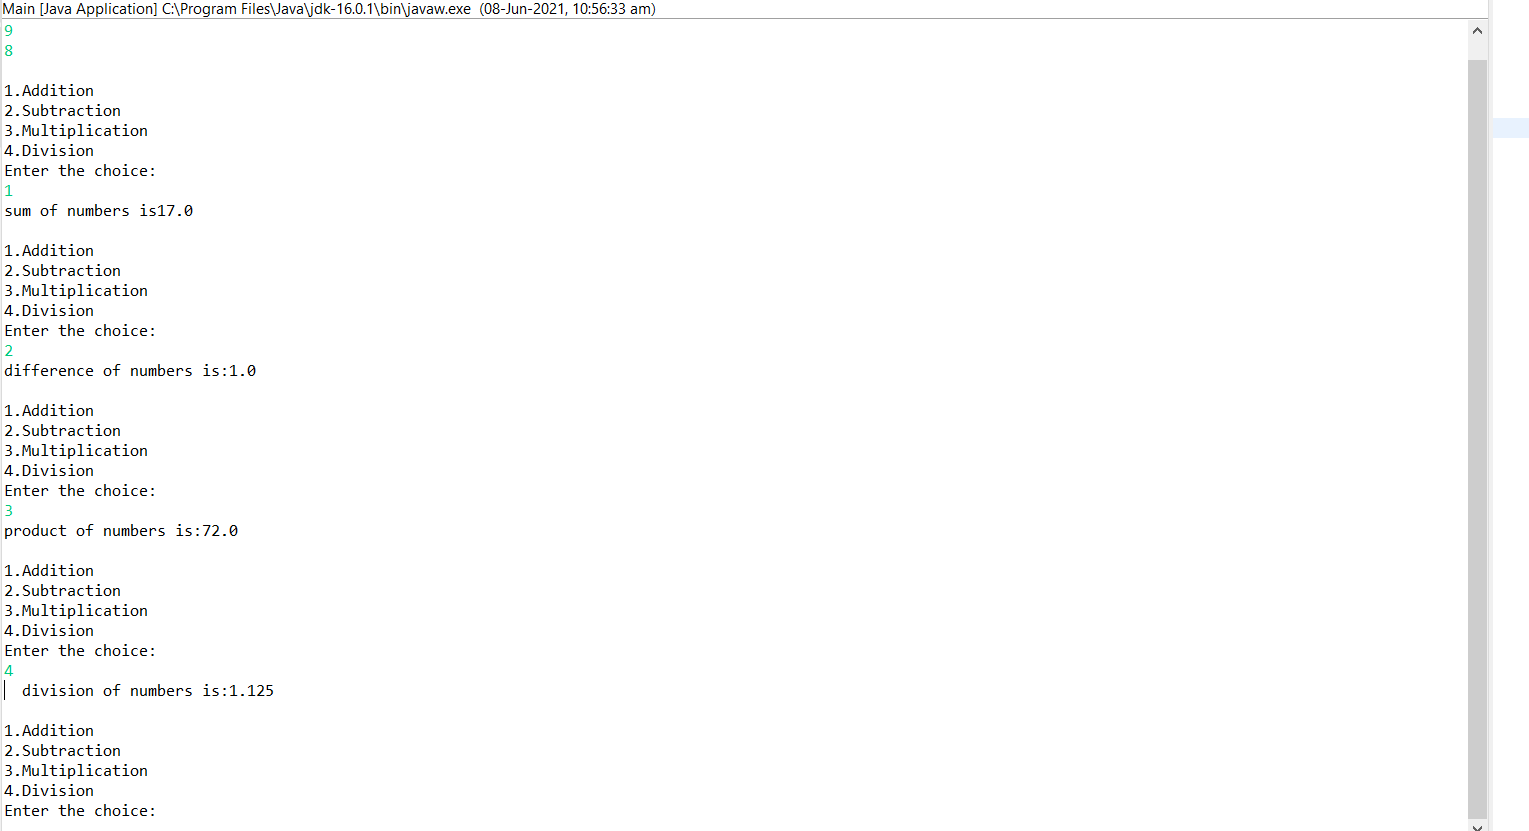 Main [Java Application] C:\Program Files\Java\jdk-16.0.1\bin\javaw.exe  (08-Jun-2021, 10:56:33 am)
9
8

1.Addition
2.Subtraction
3.Multiplication
4.Division
Enter the choice:
1
sum of numbers is17.0

1.Addition
2.Subtraction
3.Multiplication
4.Division
Enter the choice:
2
difference of numbers is:1.0

1.Addition
2.Subtraction
3.Multiplication
4.Division
Enter the choice:
3
product of numbers is:72.0

1.Addition
2.Subtraction
3.Multiplication
4.Division
Enter the choice:
4
  division of numbers is:1.125

1.Addition
2.Subtraction
3.Multiplication
4.Division
Enter the choice: